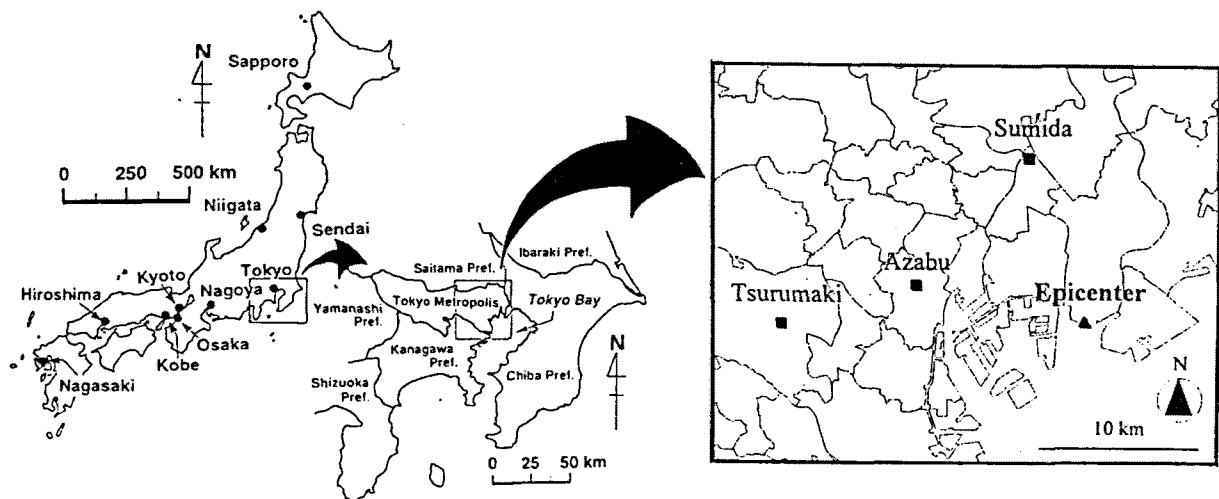 N
Sapporo
0 250 500 km
Niigata
Sendai
Kyoto
Tokyo
Hiroshima
Nagoya
Osaka
Kobe
Nagasaki
Ibaraki Pref.
Saitama Pref.
Tokyo Metropolis
Tokyo Bay
Yamanashi
Pref.
Kanagawa
Pref.
Chiba Pref.
Shizuoka
Pref.
N
0 25 50 km
Sumida
Azabu
Tsurumaki
Epicenter
N
10 km